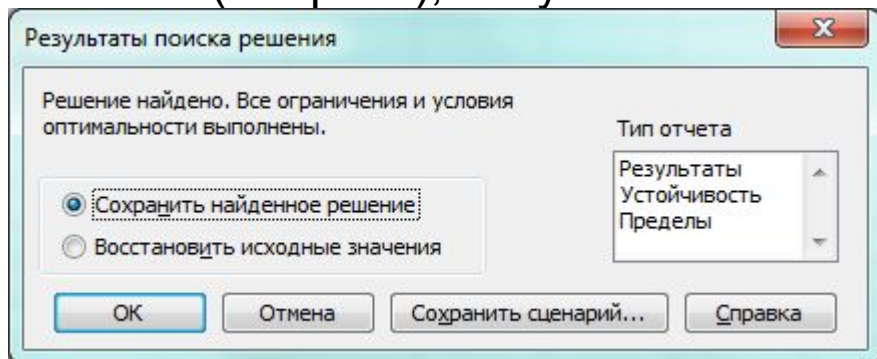 Результаты поиска решения
Решение найдено. Все ограничения и условия
оптимальности выполнены.
Тип отчета
Результаты
Устойчивость
Пределы
Сохранить найденное решение
Восстановить исходные значения
ОК
Отмена
Сохранить сценарий...
Справка